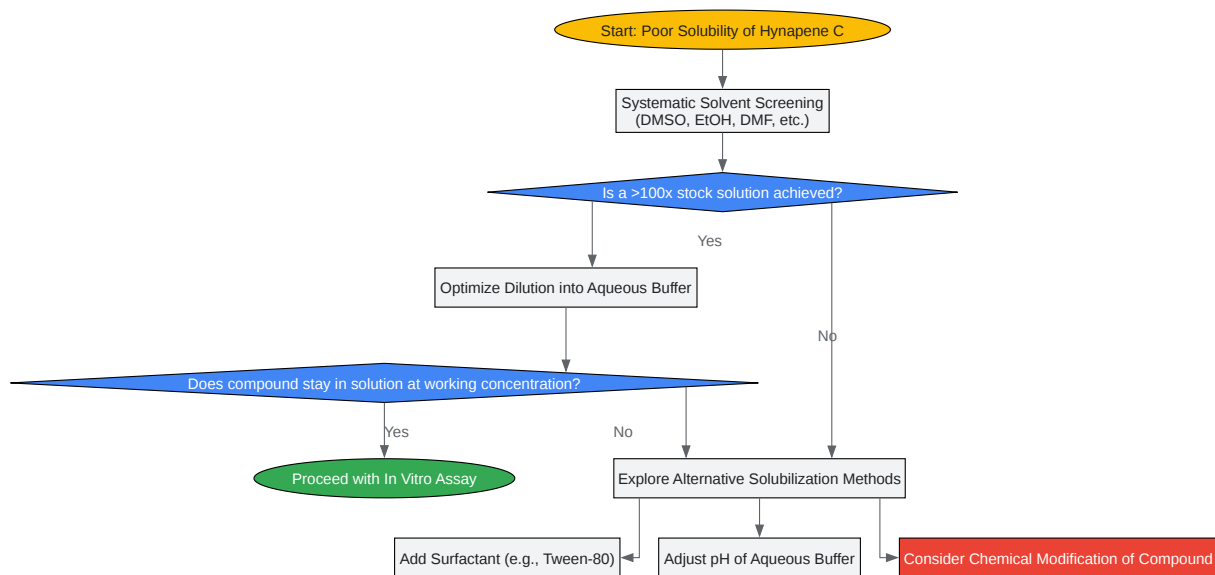 Start: Poor Solubility of Hynapene C
Systematic Solvent Screening
(DMSO, EtOH, DMF, etc.)
Is a >100x stock solution achieved?
Yes
Optimize Dilution into Aqueous Buffer
No
Does compound stay in solution at working concentration?
Yes
No
Proceed with In Vitro Assay
Explore Alternative Solubilization Methods
Add Surfactant (e.g., Tween-80)
Adjust pH of Aqueous Buffer
Consider Chemical Modification of Compound